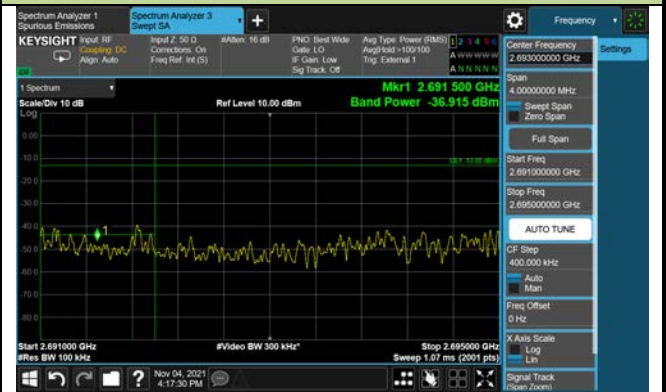 Spectrum Analyzer 1
Spurious Emissions
Spectrum Analyzer 3
Swept SA
+
Frequency
KEYSIGHT
Input: RF
Coupling: DC
Align: Auto
Input Z: 50 Ω
Corrections: On
Freq Ref: Int (S)
#Atten: 16 dB
PNO: Best Wide
Gate: LO
IF Gain: Low
Sig Track: Off
Avg Type: Power (RMS)
Avg|Hold >100/100
Trig: External 1
1 2 3 4 5 6
A W W W W W
A N N N N N
1 Spectrum
Scale/Div 10 dB
Log
Ref Level 10.00 dBm
Mkr1 2.691 500 GHz
Band Power -36.915 dBm
0.00
-10.0
-20.0
-30.0
-40.0
-50.0
-60.0
-70.0
-80.0
1
Start 2.691000 GHz
#Res BW 100 kHz
#Video BW 300 kHz*
Stop 2.695000 GHz
Sweep 1.07 ms (2001 pts)
Center Frequency
2.693000000 GHz
Settings
Span
4.00000000 MHz
Swept Span
Zero Span
Full Span
Start Freq
2.691000000 GHz
Stop Freq
2.695000000 GHz
AUTO TUNE
CF Step
400.000 kHz
Auto
Man
Freq Offset
0 Hz
X Axis Scale
Log
Lin
Signal Track
(Span Zoom)
?
Nov 04, 2021
4:17:30 PM